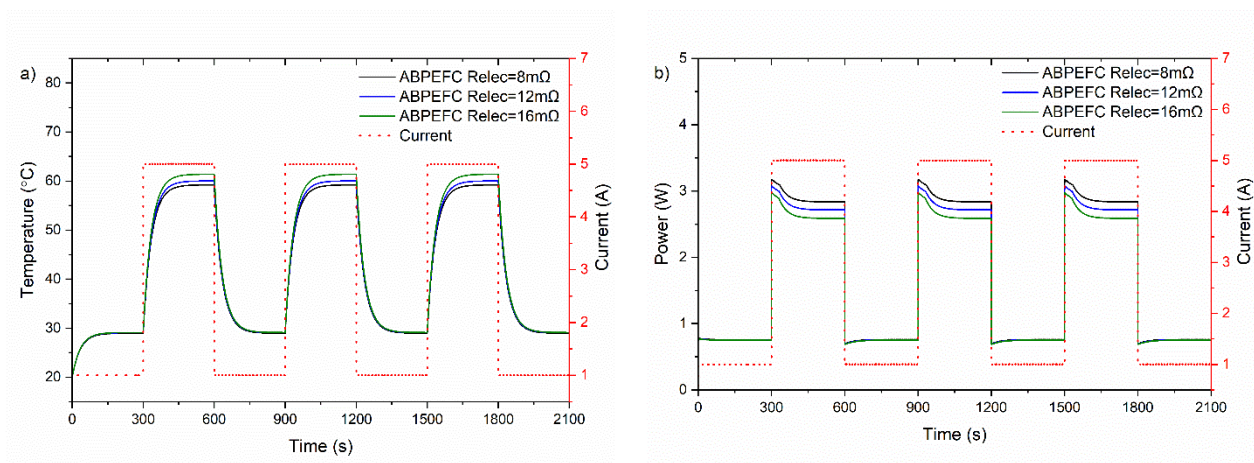 a)
ABPEFC Relec=8mΩ
ABPEFC Relec=12mΩ
ABPEFC Relec=16mΩ
Current
Temperature (°C)
85
80
70
60
50
40
30
20
0 300 600 900 1200 1500 1800 2100
Time (s)
7
6
5
4
3
2
1
Current (A)
b)
ABPEFC Relec=8mΩ
ABPEFC Relec=12mΩ
ABPEFC Relec=16mΩ
Current
Power (W)
5
4
3
2
1
0
0 300 600 900 1200 1500 1800 2100
Time (s)
7
6
5
4
3
2
1
Current (A)